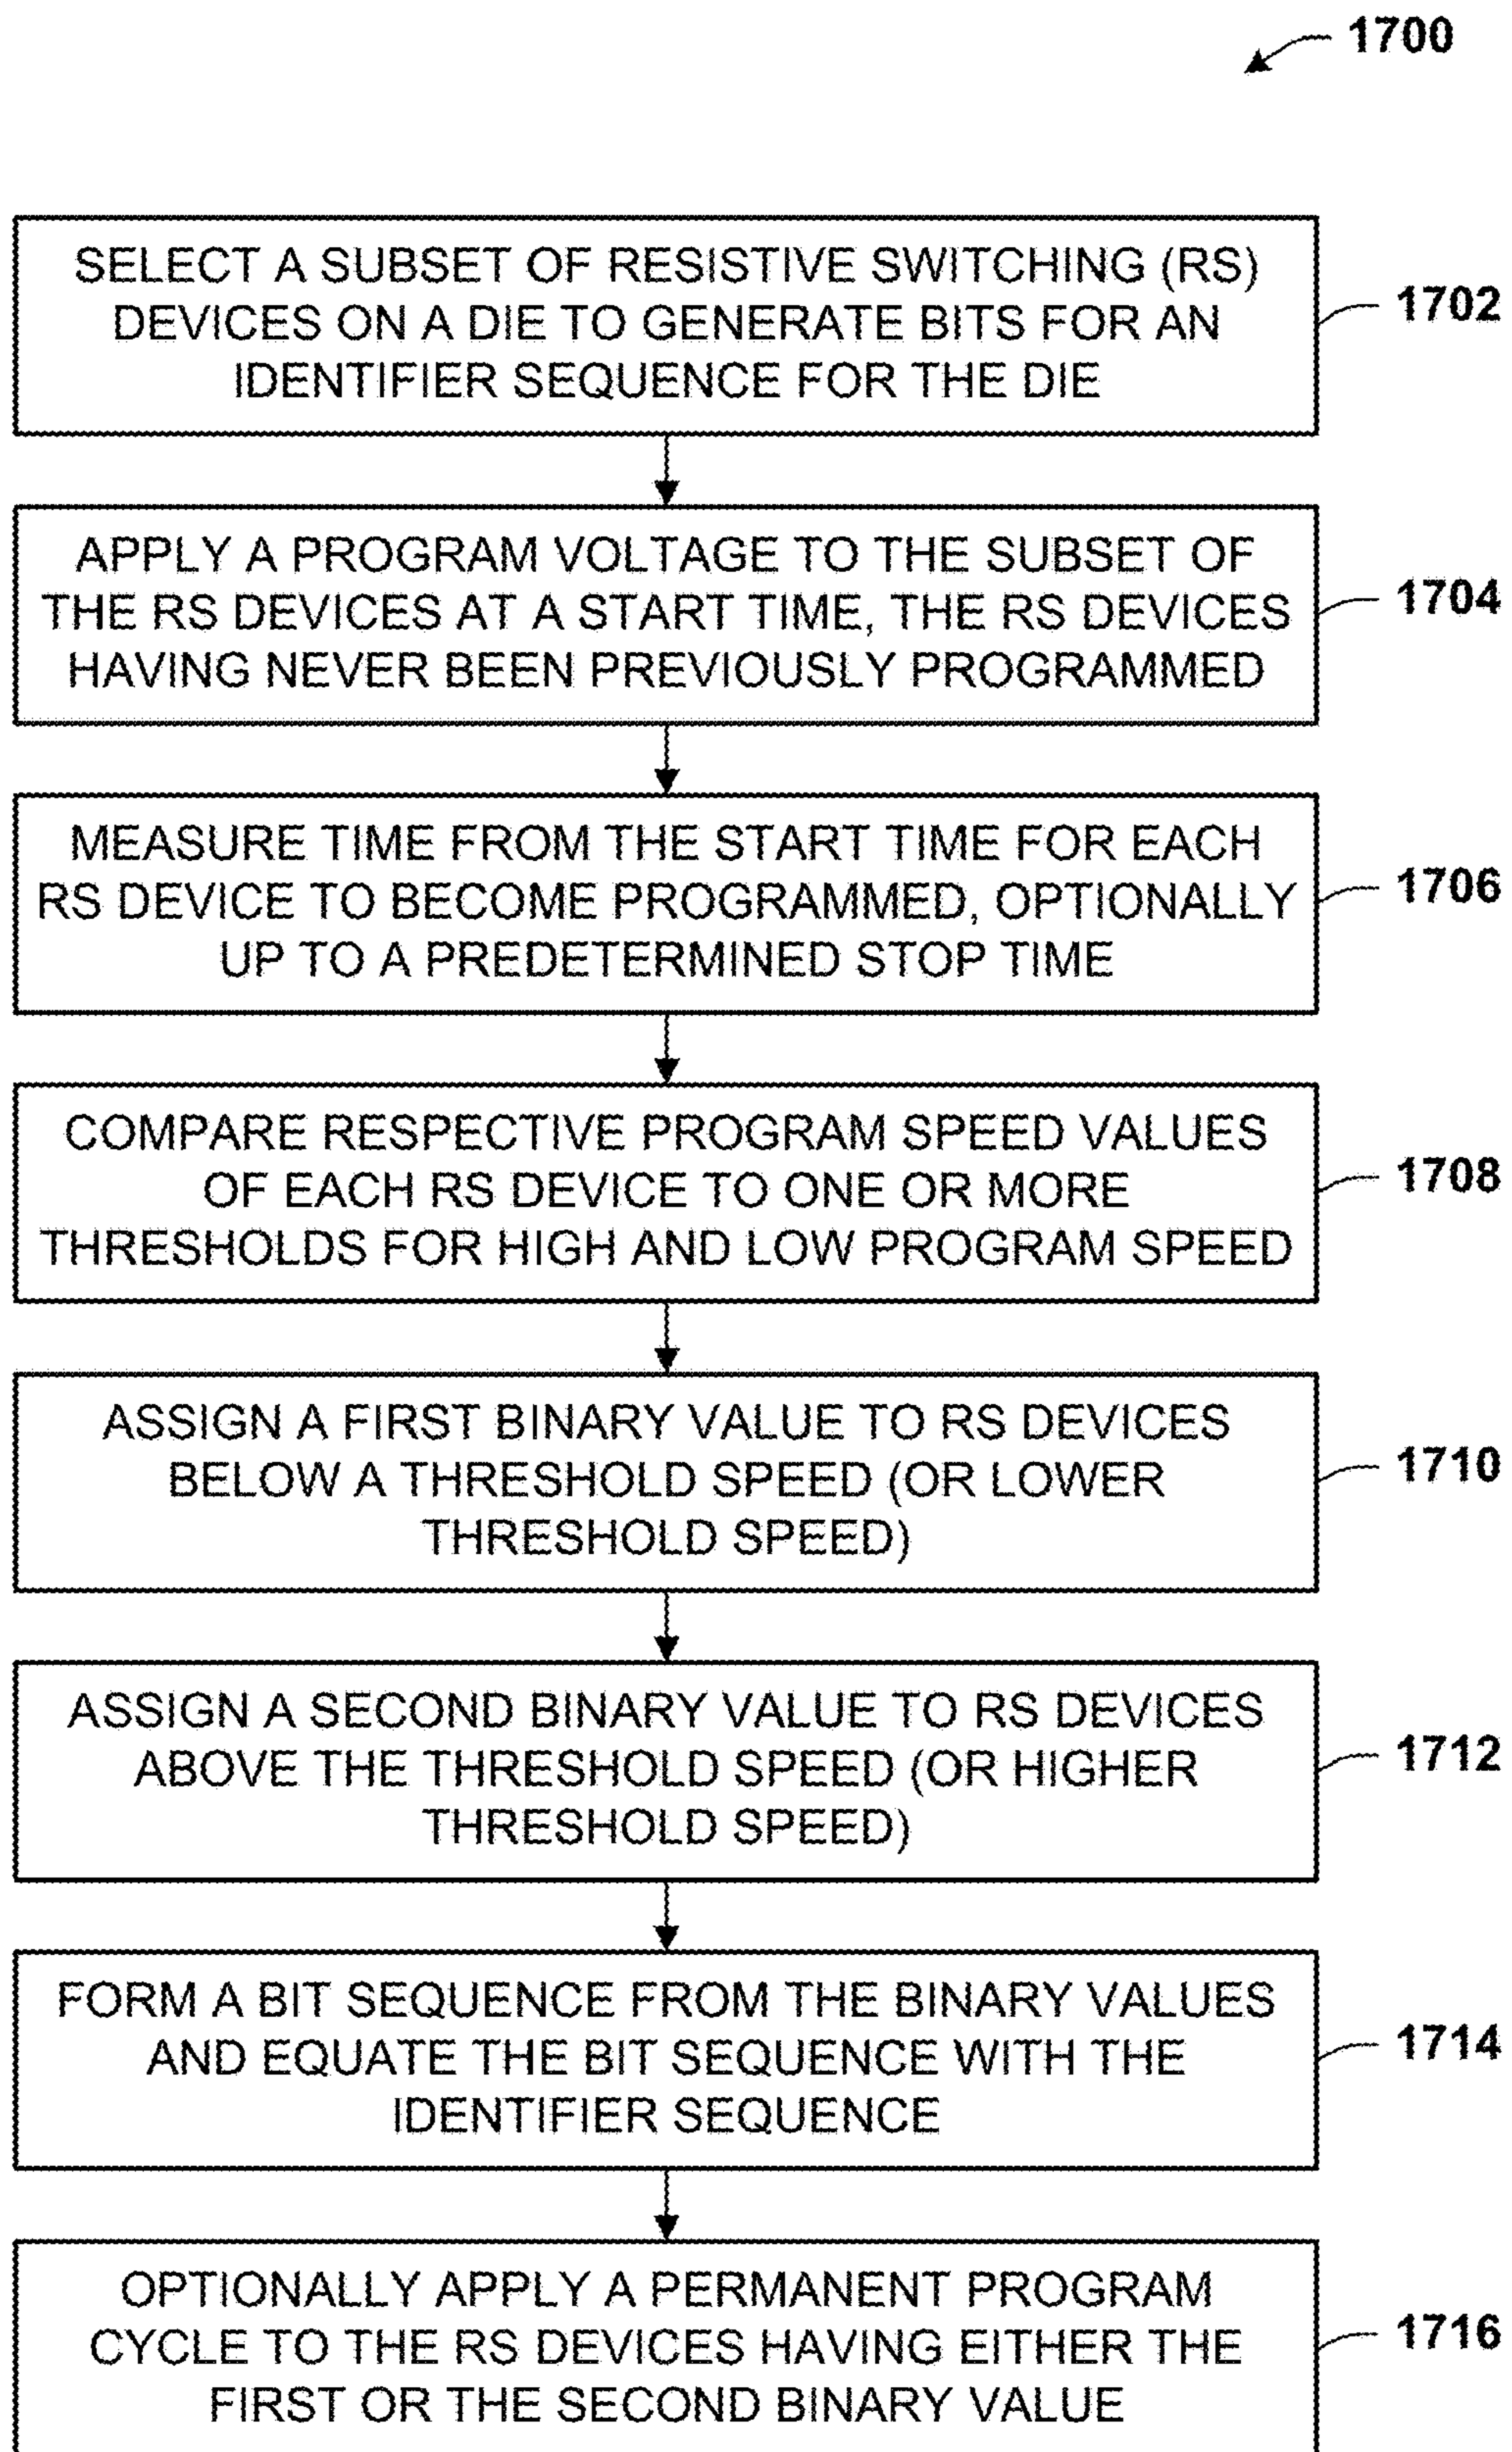 1700
SELECT A SUBSET OF RESISTIVE SWITCHING (RS)
DEVICES ON A DIE TO GENERATE BITS FOR AN
IDENTIFIER SEQUENCE FOR THE DIE
1702
APPLY A PROGRAM VOLTAGE TO THE SUBSET OF
THE RS DEVICES AT A START TIME, THE RS DEVICES
HAVING NEVER BEEN PREVIOUSLY PROGRAMMED
1704
MEASURE TIME FROM THE START TIME FOR EACH
RS DEVICE TO BECOME PROGRAMMED, OPTIONALLY
UP TO A PREDETERMINED STOP TIME
1706
COMPARE RESPECTIVE PROGRAM SPEED VALUES
OF EACH RS DEVICE TO ONE OR MORE
THRESHOLDS FOR HIGH AND LOW PROGRAM SPEED
1708
ASSIGN A FIRST BINARY VALUE TO RS DEVICES
BELOW A THRESHOLD SPEED (OR LOWER
THRESHOLD SPEED)
1710
ASSIGN A SECOND BINARY VALUE TO RS DEVICES
ABOVE THE THRESHOLD SPEED (OR HIGHER
THRESHOLD SPEED)
1712
FORM A BIT SEQUENCE FROM THE BINARY VALUES
AND EQUATE THE BIT SEQUENCE WITH THE
IDENTIFIER SEQUENCE
1714
OPTIONALLY APPLY A PERMANENT PROGRAM
CYCLE TO THE RS DEVICES HAVING EITHER THE
FIRST OR THE SECOND BINARY VALUE
1716